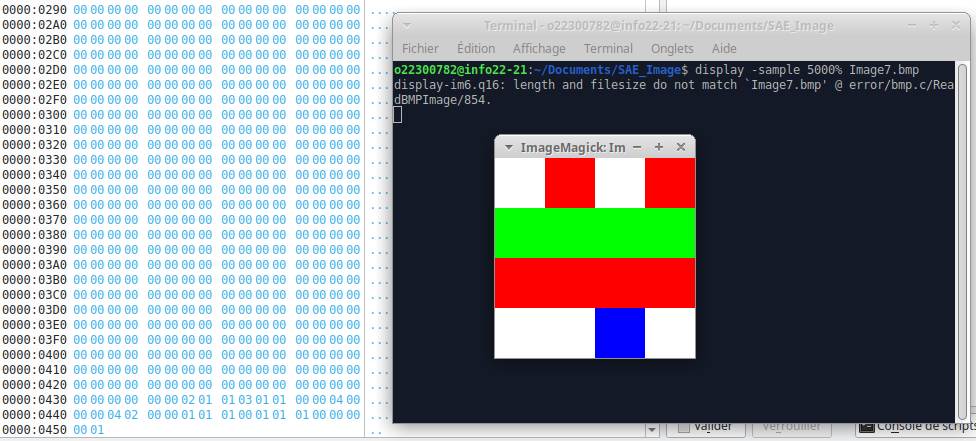 0000:0290 00 00 00 00 00 00 00 00 00 00 00 00 00 00 00 00 ....
0000:02A0 00 00 00 00 00 00 00 00 00 00 00 00 00 00 00 00 ...
0000:02B0 00 00 00 00 00 00 00 00 00 00 00 00 00 00 00 00 ...
0000:02C0 00 00 00 00 00 00 00 00 00 00 00 00 00 00 00 00 ...
0000:02D0 00 00 00 00 00 00 00 00 00 00 00 00 00 00 00 00 ...
0000:02E0 00 00 00 00 00 00 00 00 00 00 00 00 00 00 00 00 ...
0000:02F0 00 00 00 00 00 00 00 00 00 00 00 00 00 00 00 00 ...
0000:0300 00 00 00 00 00 00 00 00 00 00 00 00 00 00 00 00 ...
0000:0310 00 00 00 00 00 00 00 00 00 00 00 00 00 00 00 00 ...
0000:0320 00 00 00 00 00 00 00 00 00 00 00 00 00 00 00 00 ...
0000:0330 00 00 00 00 00 00 00 00 00 00 00 00 00 00 00 00 ...
0000:0340 00 00 00 00 00 00 00 00 00 00 00 00 00 00 00 00 ...
0000:0350 00 00 00 00 00 00 00 00 00 00 00 00 00 00 00 00 ...
0000:0360 00 00 00 00 00 00 00 00 00 00 00 00 00 00 00 00 ...
0000:0370 00 00 00 00 00 00 00 00 00 00 00 00 00 00 00 00 ...
0000:0380 00 00 00 00 00 00 00 00 00 00 00 00 00 00 00 00 ...
0000:0390 00 00 00 00 00 00 00 00 00 00 00 00 00 00 00 00 ...
0000:03A0 00 00 00 00 00 00 00 00 00 00 00 00 00 00 00 00 ...
0000:03B0 00 00 00 00 00 00 00 00 00 00 00 00 00 00 00 00 ...
0000:03C0 00 00 00 00 00 00 00 00 00 00 00 00 00 00 00 00 ...
0000:03D0 00 00 00 00 00 00 00 00 00 00 00 00 00 00 00 00 ...
0000:03E0 00 00 00 00 00 00 00 00 00 00 00 00 00 00 00 00 ...
0000:03F0 00 00 00 00 00 00 00 00 00 00 00 00 00 00 00 00 ...
0000:0400 00 00 00 00 00 00 00 00 00 00 00 00 00 00 00 00 ...
0000:0410 00 00 00 00 00 00 00 00 00 00 00 00 00 00 00 00 ...
0000:0420 00 00 00 00 00 00 00 00 00 00 00 00 00 00 00 00 ...
0000:0430 00 00 00 00 00 00 02 01 01 03 01 01 00 00 04 00 ...
0000:0440 00 00 04 02 00 00 01 01 01 00 01 01 01 00 00 00 ...
0000:0450 00 01 ..
Terminal - o22300782@info22-21: ~/Documents/SAE_Image
Fichier Édition Affichage Terminal Onglets Aide
o22300782@info22-21:~/Documents/SAE_Image$ display -sample 5000% Image7.bmp
display-im6.q16: length and filesize do not match `Image7.bmp' @ error/bmp.c/Rea
dBMPImage/854.
ImageMagick: Im
Valider Verrouiller Console de scripts